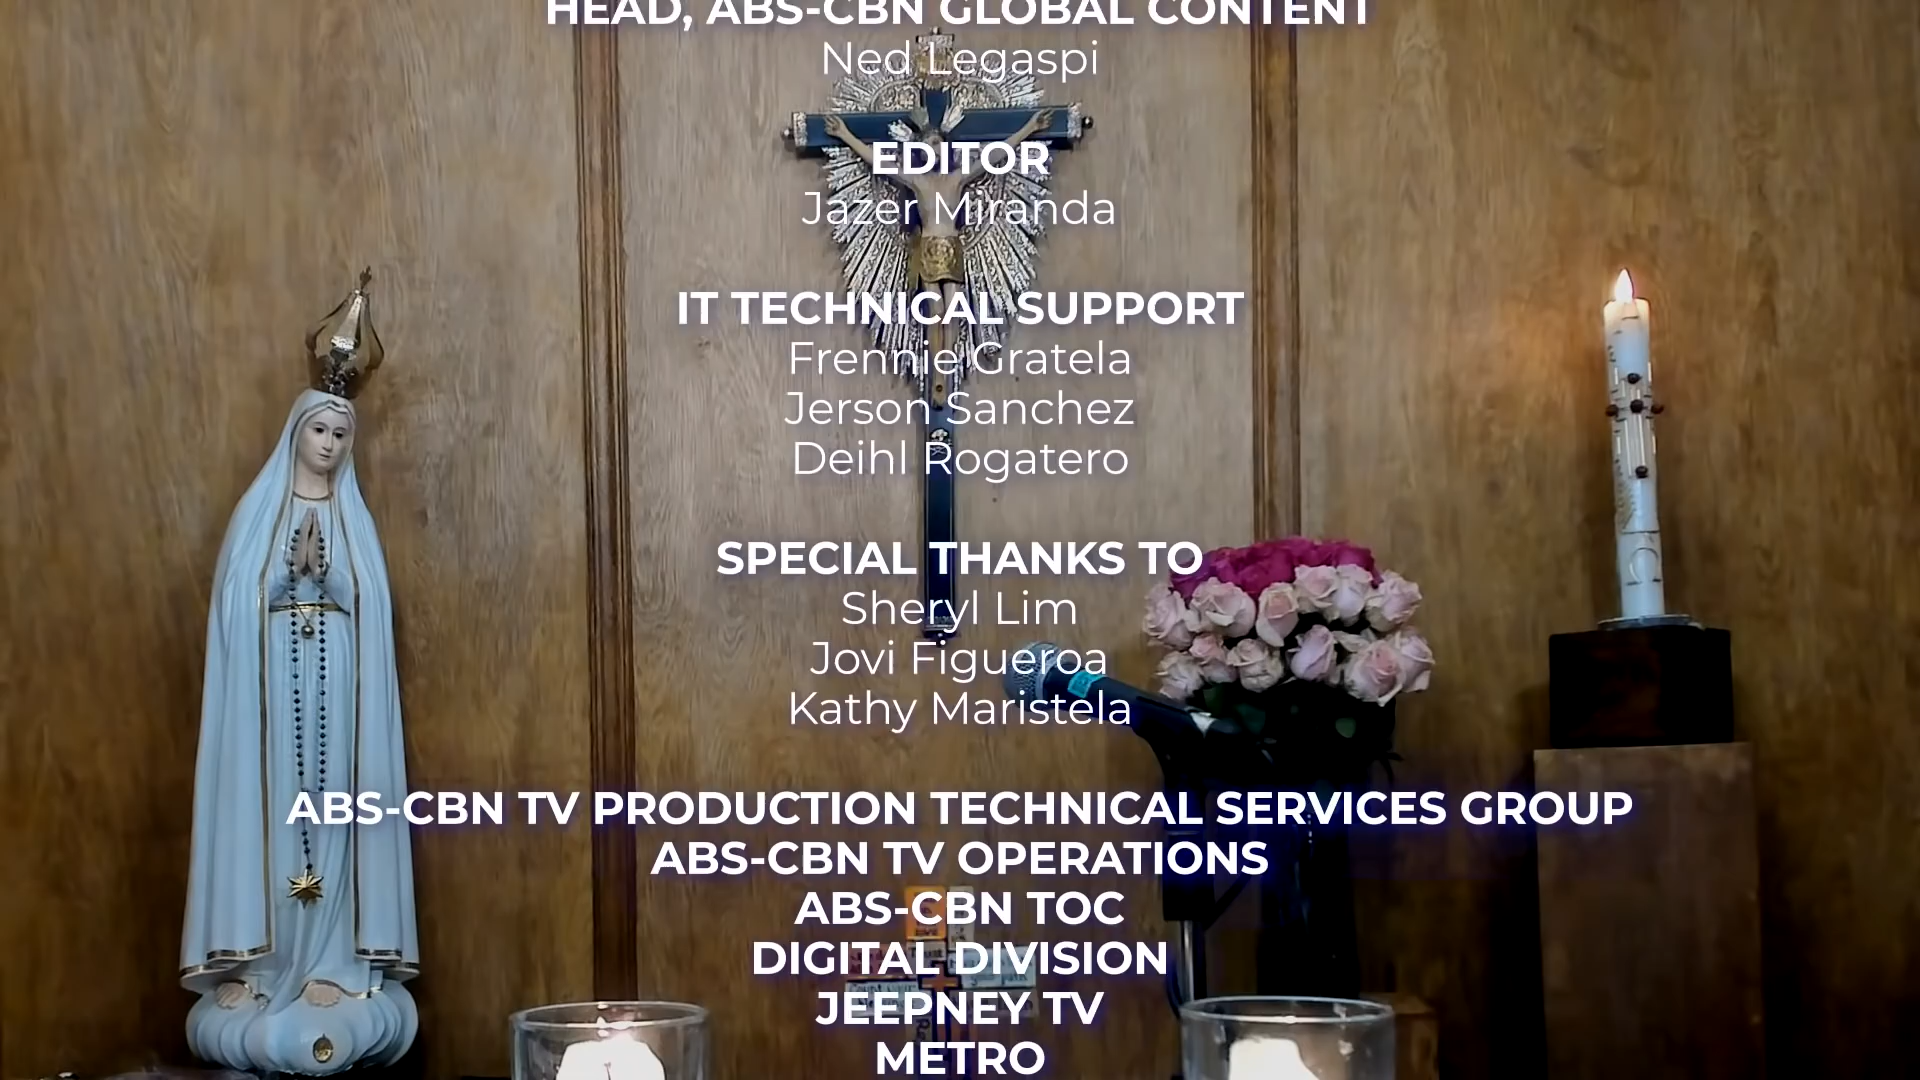 HEAD, ABS-CBN GLOBAL CONTENT
Ned Legaspi
EDITOR
Jazer Miranda
IT TECHNICAL SUPPORT
Frennie Gratela
Jerson Sanchez
Deihl Rogatero
SPECIAL THANKS TO
Sheryl Lim
Jovi Figueroa
Kathy Maristela
ABS-CBN TV PRODUCTION TECHNICAL SERVICES GROUP
ABS-CBN TV OPERATIONS
ABS-CBN TOC
DIGITAL DIVISION
JEEPNEY TV
METRO